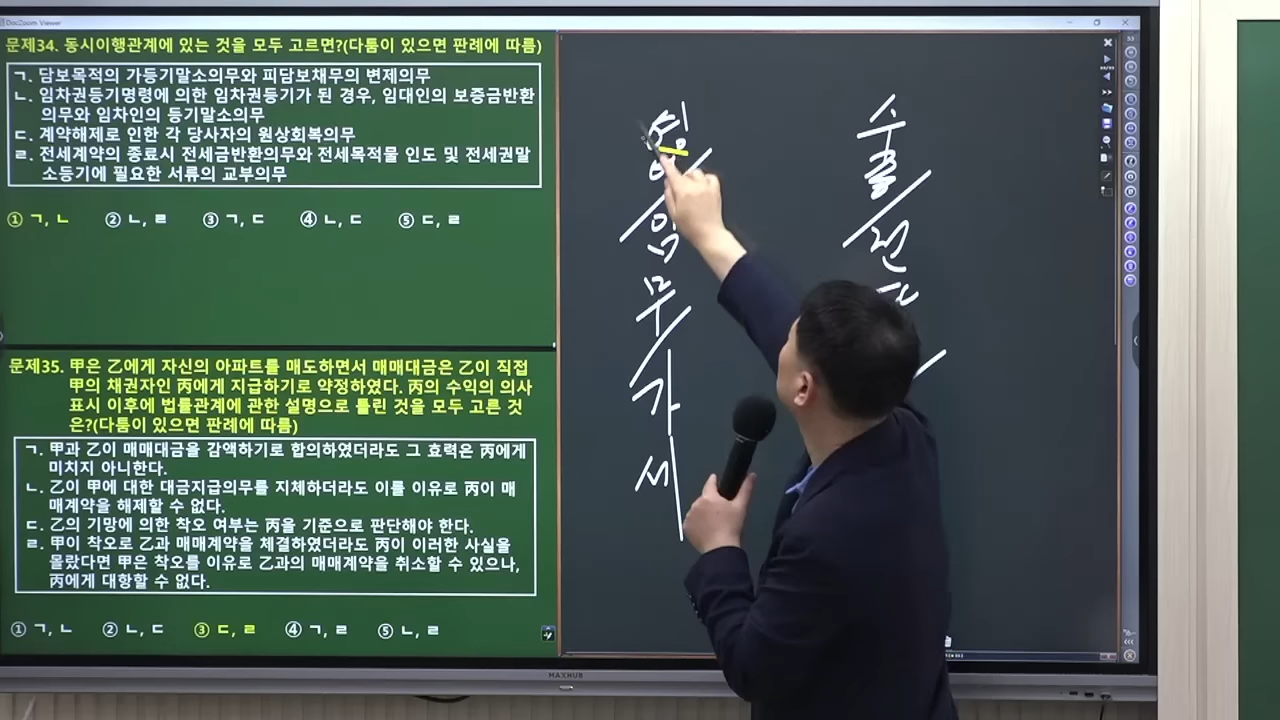 DocZoom Viewer
문제34. 동시이행관계에 있는 것을 모두 고르면?(다툼이 있으면 판례에 따름)
ㄱ. 담보목적의 가등기말소의무와 피담보채무의 변제의무
ㄴ. 임차권등기명령에 의한 임차권등기가 된 경우, 임대인의 보증금반환
의무와 임차인의 등기말소의무
ㄷ. 계약해제로 인한 각 당사자의 원상회복의무
ㄹ. 전세계약의 종료시 전세금반환의무와 전세목적물 인도 및 전세권말
소등기에 필요한 서류의 교부의무
① ㄱ, ㄴ ② ㄴ, ㄹ ③ ㄱ, ㄷ ④ ㄴ, ㄷ ⑤ ㄷ, ㄹ
문제35. 甲은 乙에게 자신의 아파트를 매도하면서 매매대금은 乙이 직접
甲의 채권자인 丙에게 지급하기로 약정하였다. 丙의 수익의 의사
표시 이후에 법률관계에 관한 설명으로 틀린 것을 모두 고른 것
은?(다툼이 있으면 판례에 따름)
ㄱ. 甲과 乙이 매매대금을 감액하기로 합의하였더라도 그 효력은 丙에게
미치지 아니한다.
ㄴ. 乙이 甲에 대한 대금지급의무를 지체하더라도 이를 이유로 丙이 매
매계약을 해제할 수 없다.
ㄷ. 乙의 기망에 의한 착오 여부는 丙을 기준으로 판단해야 한다.
ㄹ. 甲이 착오로 乙과 매매계약을 체결하였더라도 丙이 이러한 사실을
몰랐다면 甲은 착오를 이유로 乙과의 매매계약을 취소할 수 있으나,
丙에게 대항할 수 없다.
① ㄱ, ㄴ ② ㄴ, ㄷ ③ ㄷ, ㄹ ④ ㄱ, ㄹ ⑤ ㄴ, ㄹ
임
무
가
세
수
줄
전
MAXHUB